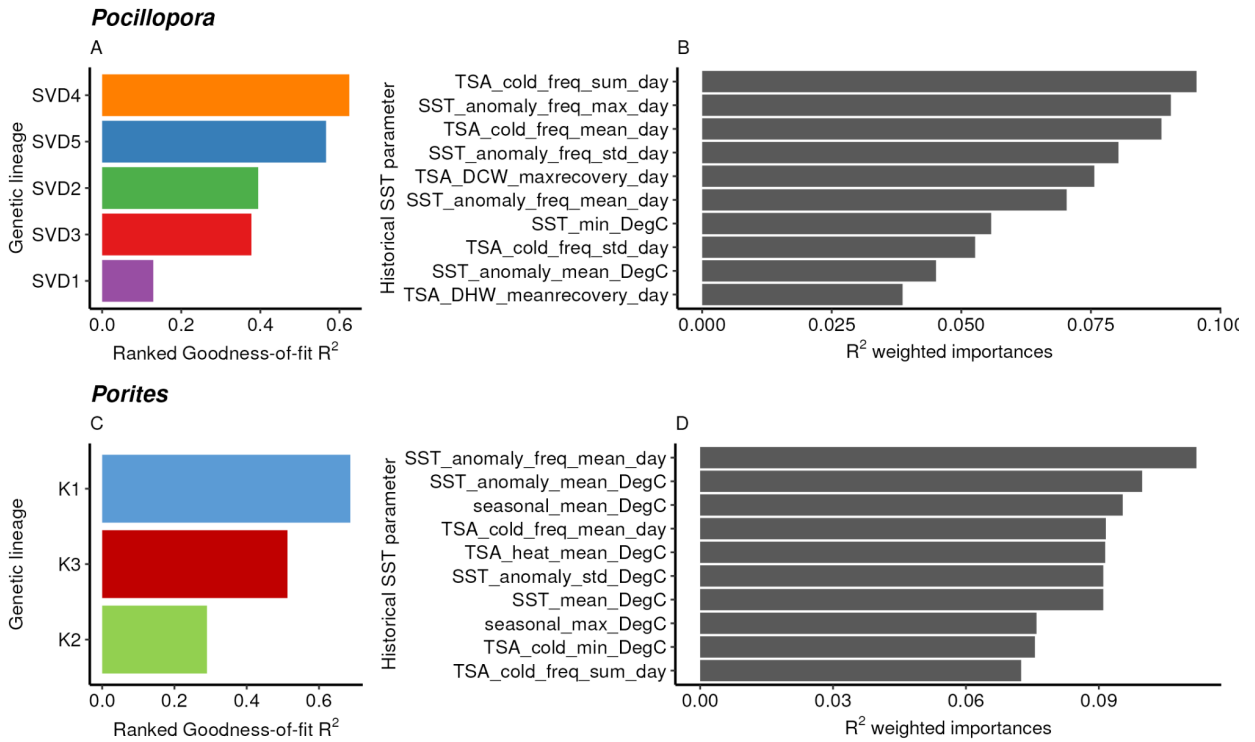 Pocillopora
A
B
Genetic lineage
SVD4
SVD5
SVD2
SVD3
SVD1
0.0 0.2 0.4 0.6
Ranked Goodness-of-fit R²
Historical SST parameter
TSA_cold_freq_sum_day
SST_anomaly_freq_max_day
TSA_cold_freq_mean_day
SST_anomaly_freq_std_day
TSA_DCW_maxrecovery_day
SST_anomaly_freq_mean_day
SST_min_DegC
TSA_cold_freq_std_day
SST_anomaly_mean_DegC
TSA_DHW_meanrecovery_day
0.000 0.025 0.050 0.075 0.100
R² weighted importances
Porites
C
D
Genetic lineage
K1
K3
K2
0.0 0.2 0.4 0.6
Ranked Goodness-of-fit R²
Historical SST parameter
SST_anomaly_freq_mean_day
SST_anomaly_mean_DegC
seasonal_mean_DegC
TSA_cold_freq_mean_day
TSA_heat_mean_DegC
SST_anomaly_std_DegC
SST_mean_DegC
seasonal_max_DegC
TSA_cold_min_DegC
TSA_cold_freq_sum_day
0.00 0.03 0.06 0.09
R² weighted importances